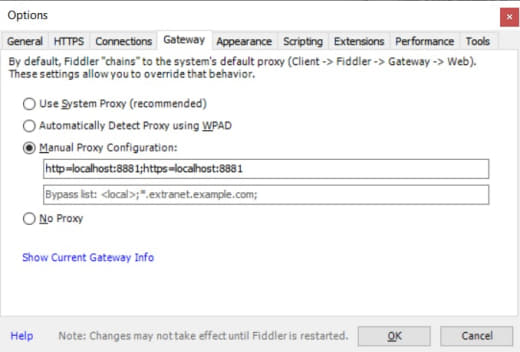 Options
General HTTPS Connections Gateway Appearance Scripting Extensions Performance Tools
By default, Fiddler "chains" to the system's default proxy (Client -> Fiddler -> Gateway -> Web).
These settings allow you to override that behavior.
Use System Proxy (recommended)
Automatically Detect Proxy using WPAD
Manual Proxy Configuration:
http=localhost:8881;https=localhost:8881
Bypass list: <local>;*.extranet.example.com;
No Proxy
Show Current Gateway Info
Help Note: Changes may not take effect until Fiddler is restarted. OK Cancel